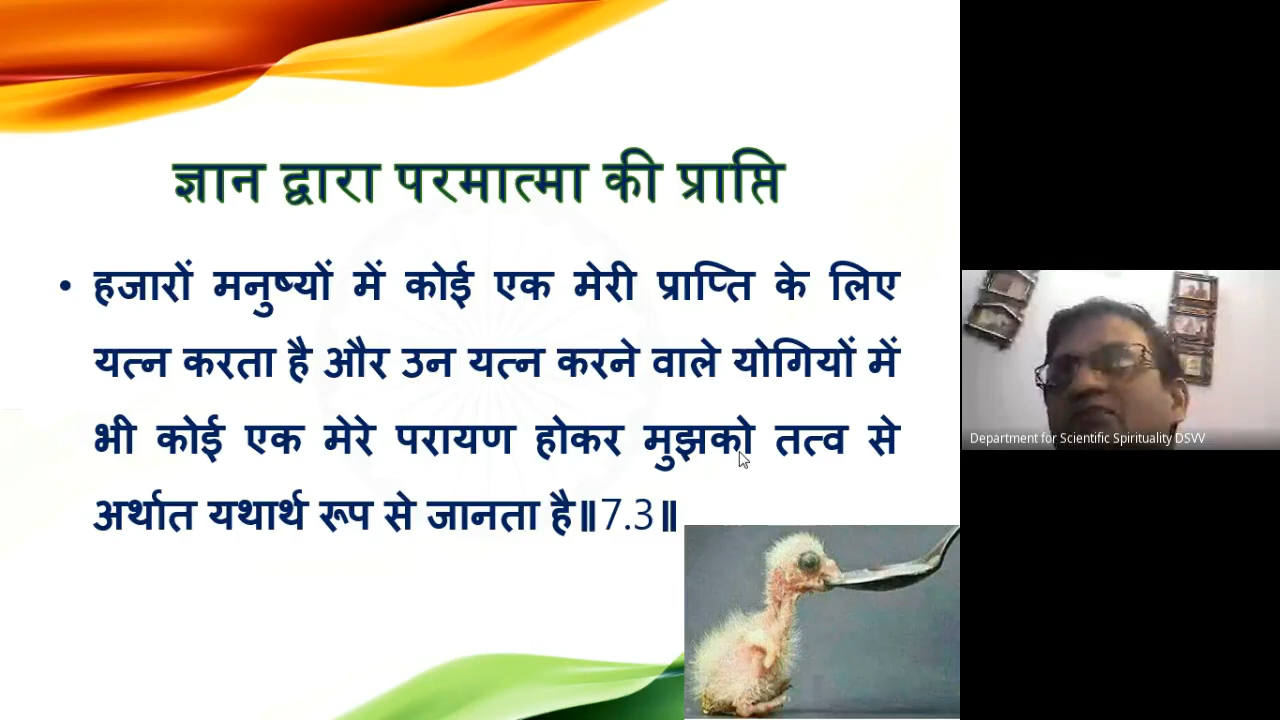 ज्ञान द्वारा परमात्मा की प्राप्ति
• हजारों मनुष्यों में कोई एक मेरी प्राप्ति के लिए
यत्न करता है और उन यत्न करने वाले योगियों में
भी कोई एक मेरे परायण होकर मुझको तत्व से
अर्थात यथार्थ रूप से जानता है॥7.3॥
Department for Scientific Spirituality DSVV